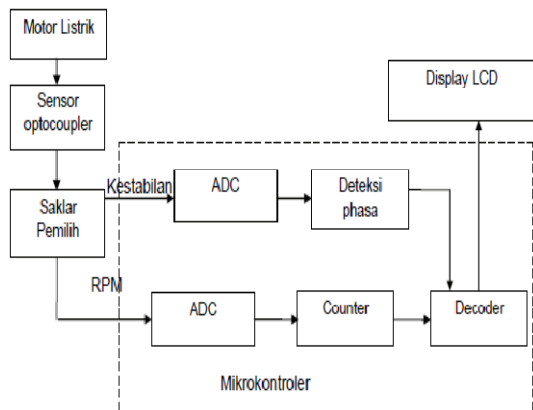 Motor Listrik
Display LCD
Sensor
optocoupler
Kestabilan
ADC
Deteksi
phasa
Saklar
Pemilih
RPM
ADC
Counter
Decoder
Mikrokontroler